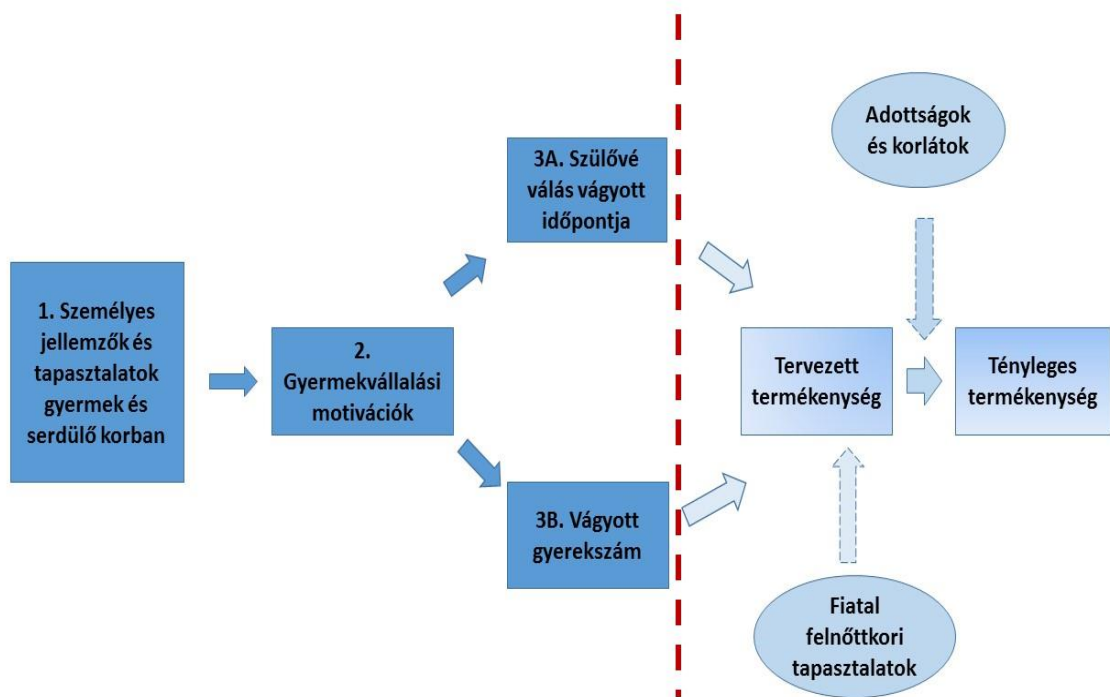 1. Személyes
jellemzők és
tapasztalatok
gyermek és
serdülő korban
2.
Gyermekvállalási
motivációk
3A. Szülővé
válás vágyott
időpontja
3B. Vágyott
gyerekszám
Adottságok
és korlátok
Tervezett
termékenység
Tényleges
termékenység
Fiatal
felnőttkori
tapasztalatok